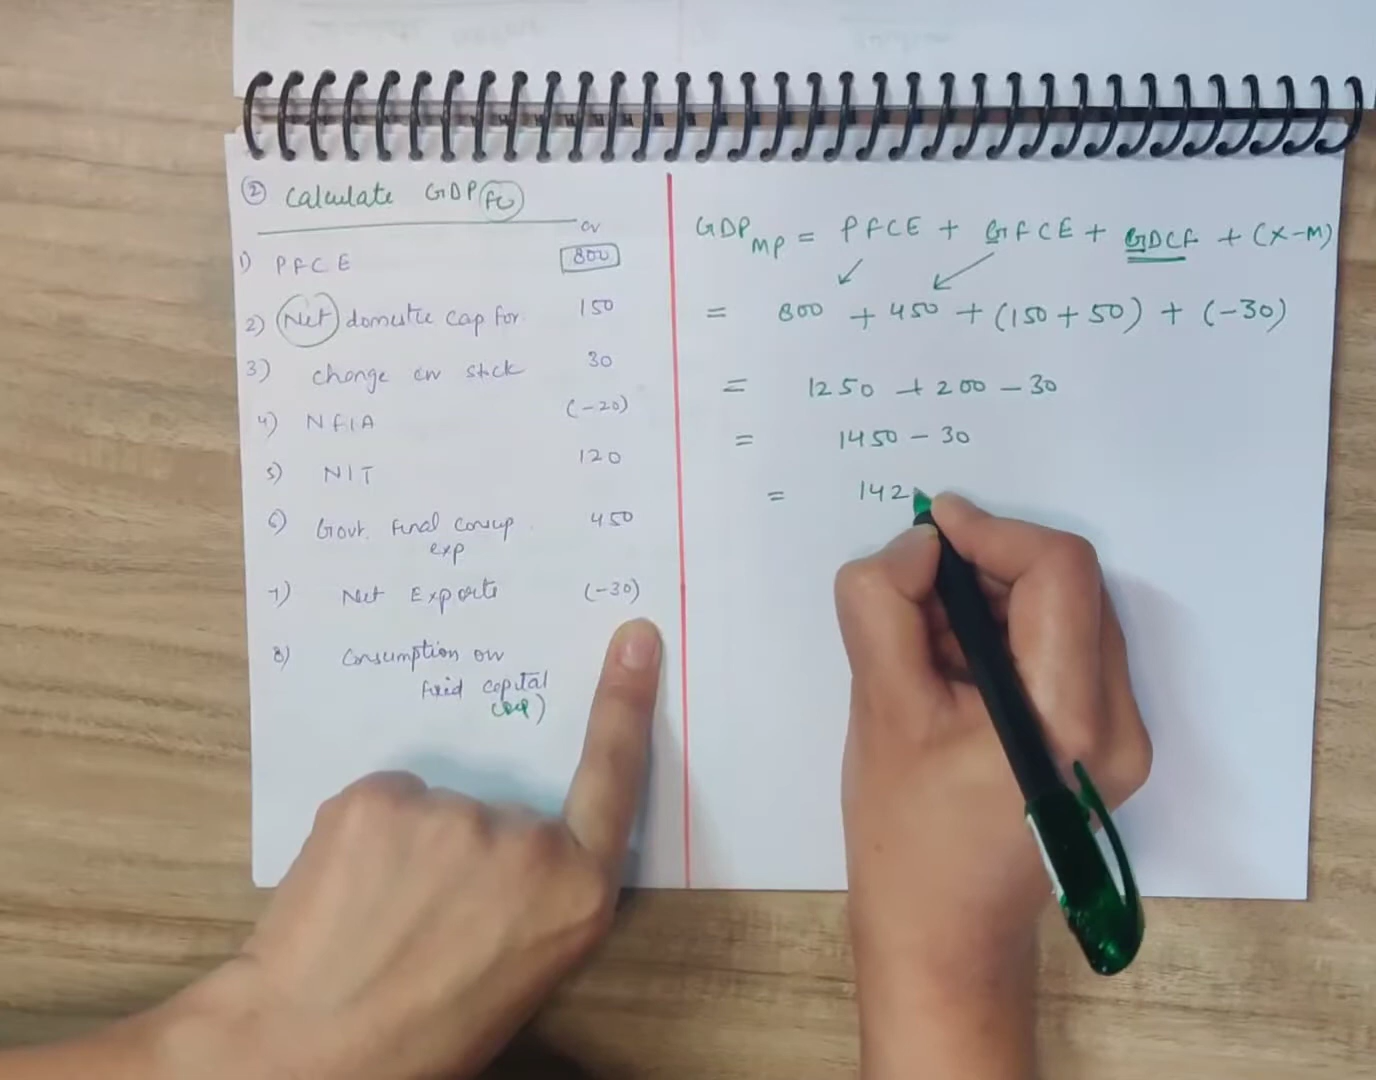 ② Calculate GDP fc
cr
1) PFCE 800
2) Net domestic cap for. 150
3) change in stock 30
4) NFIA (-20)
5) NIT 120
6) Govt. final consup 450
exp
7) Net Exports (-30)
8) Consumption on
fixed capital
GDP MP = PFCE + GFCE + GDCF + (X-M)
= 800 + 450 + (150 + 50) + (-30)
= 1250 + 200 - 30
= 1450 - 30
= 142